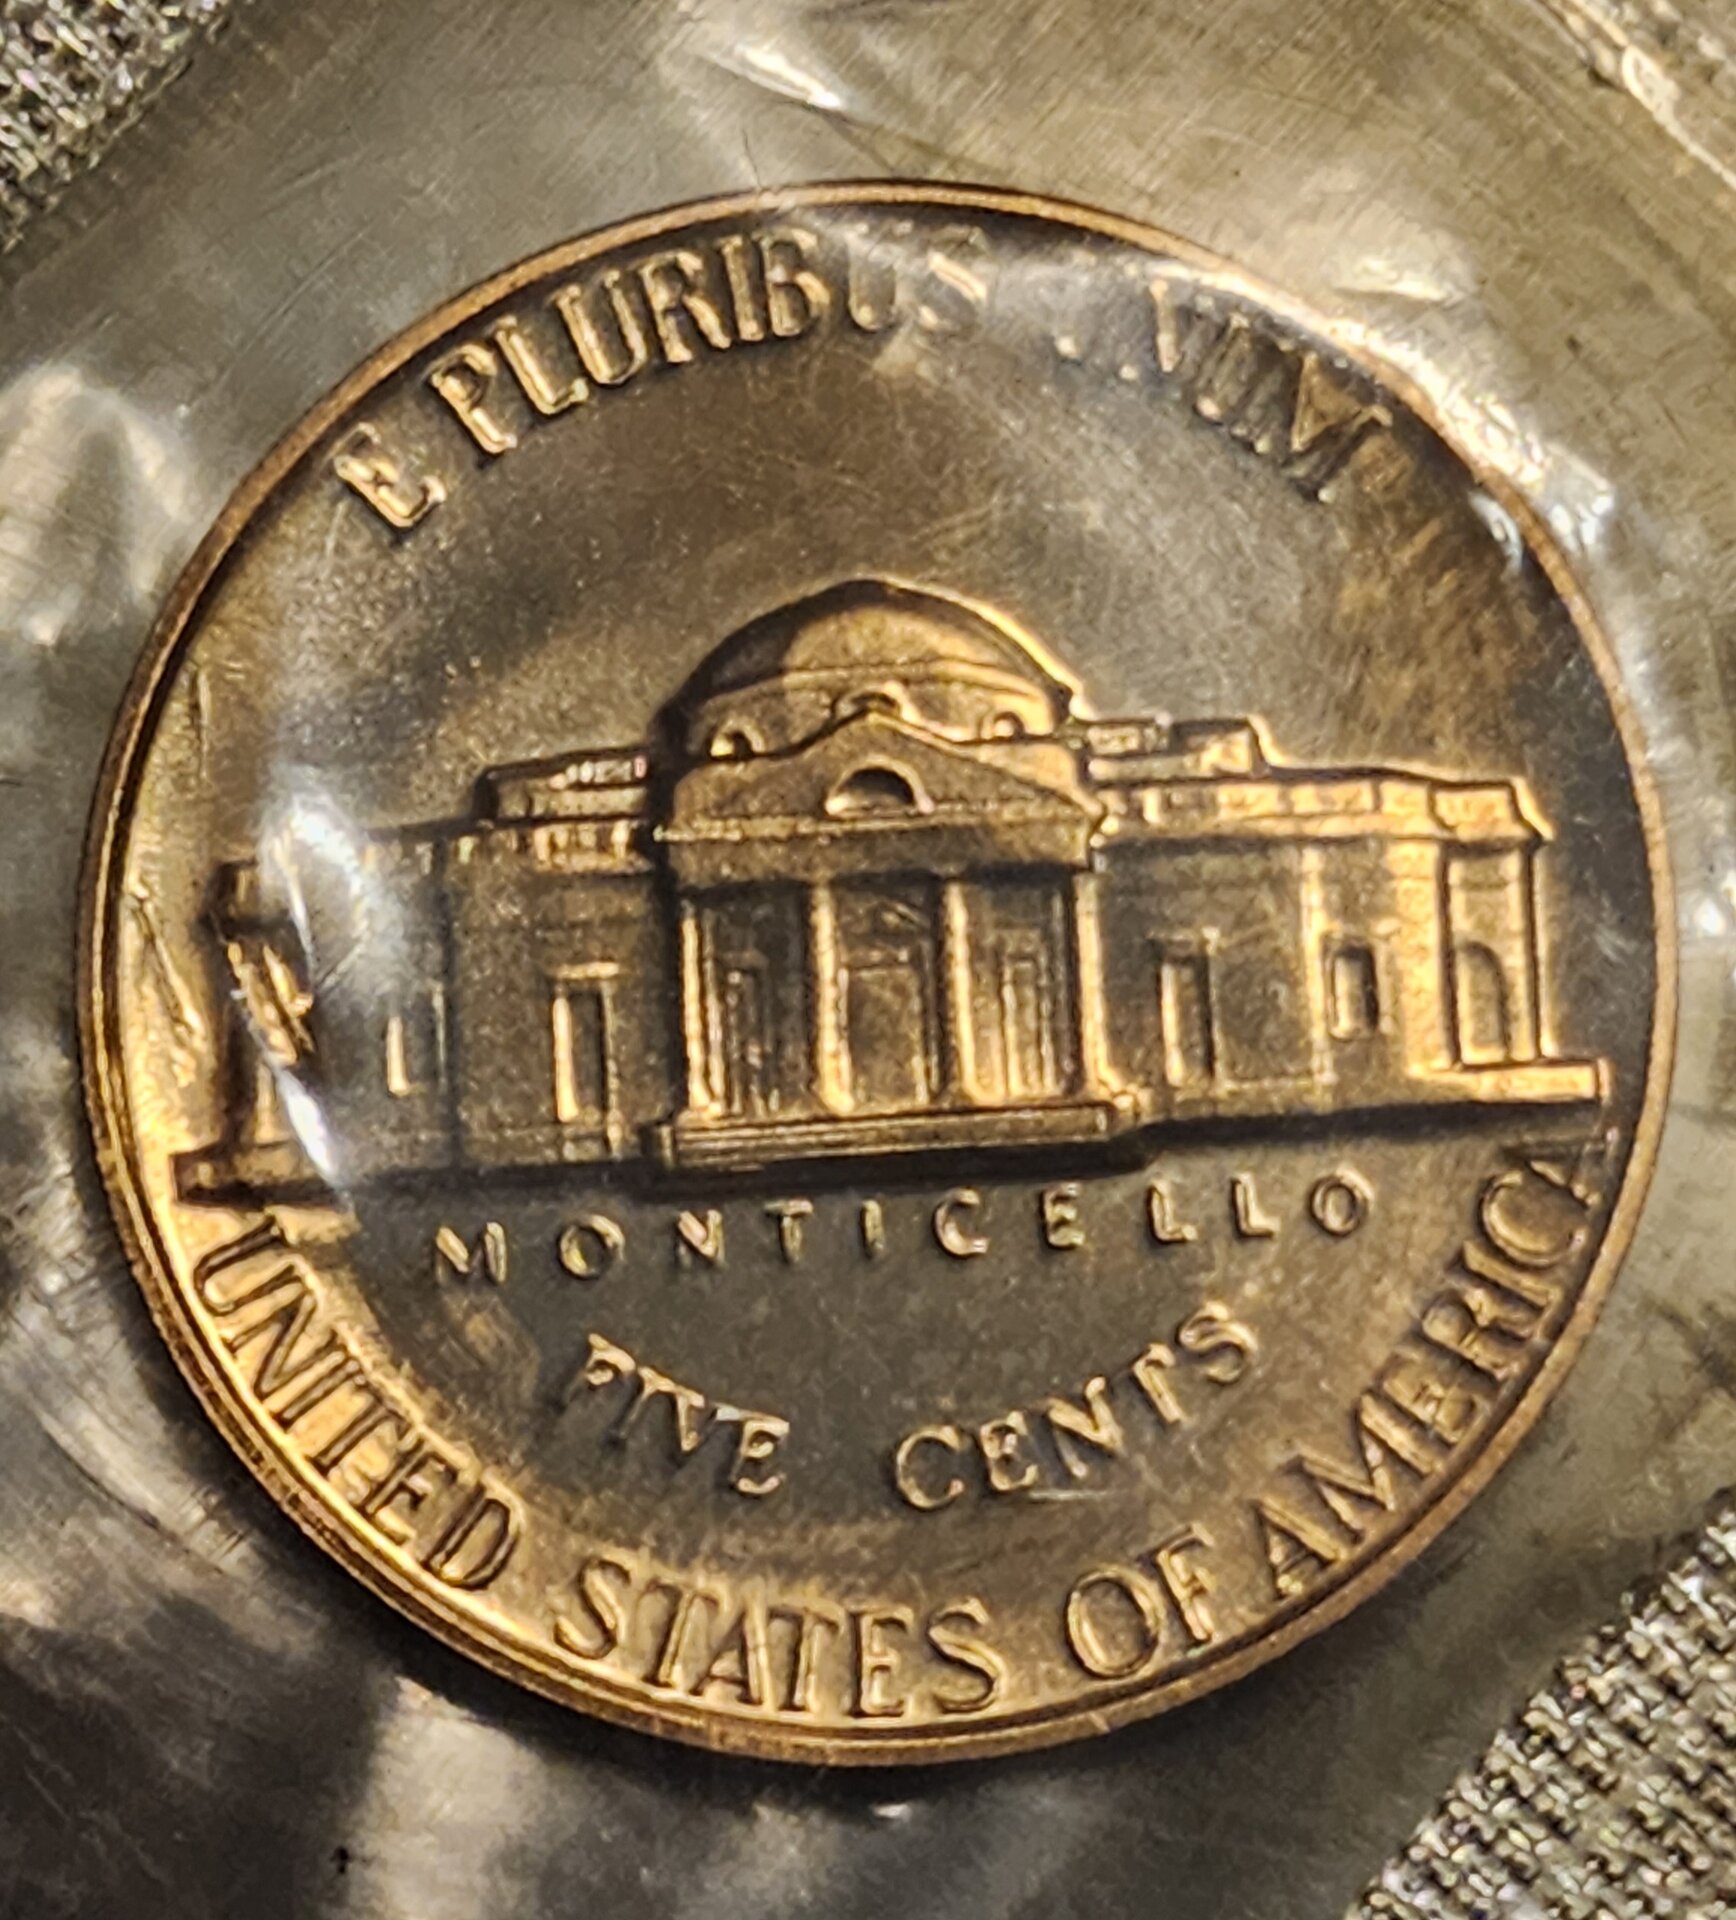 E PLURIBUS UNUM
MONTICELLO
FIVE CENTS
UNITED STATES OF AMERICA